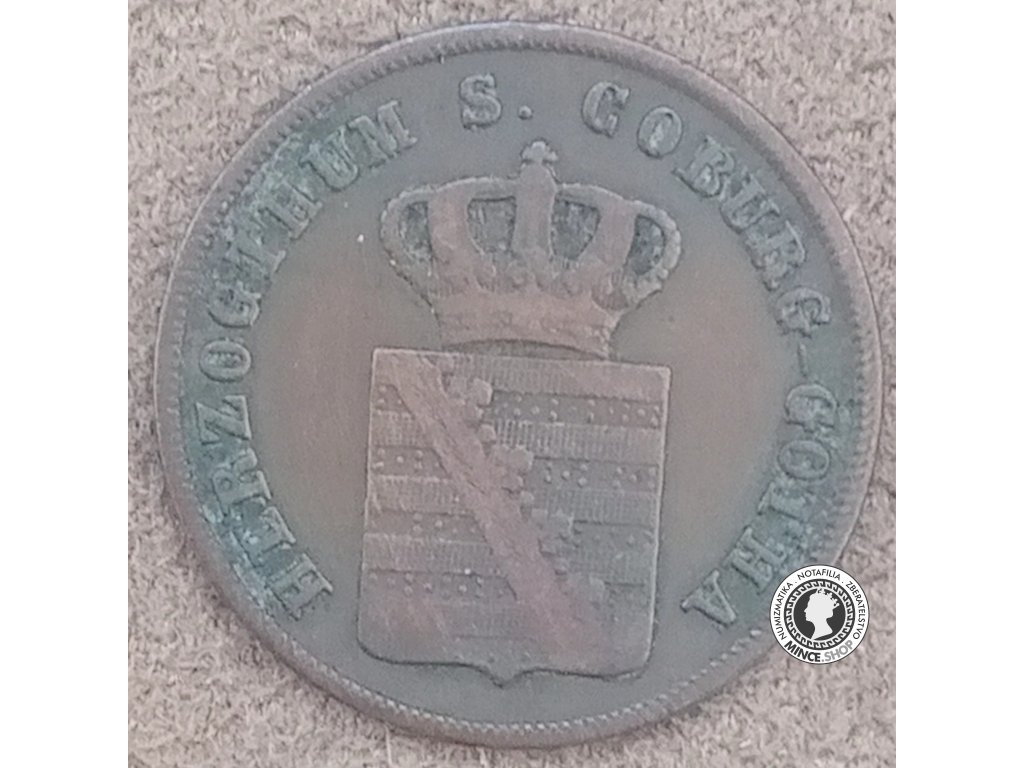 HERZOGTHUM S. COBURG-GOTHA
NUMIZMATIKA . NOTAFILIA . ZBERATEĽSTVO
MINCE.SHOP